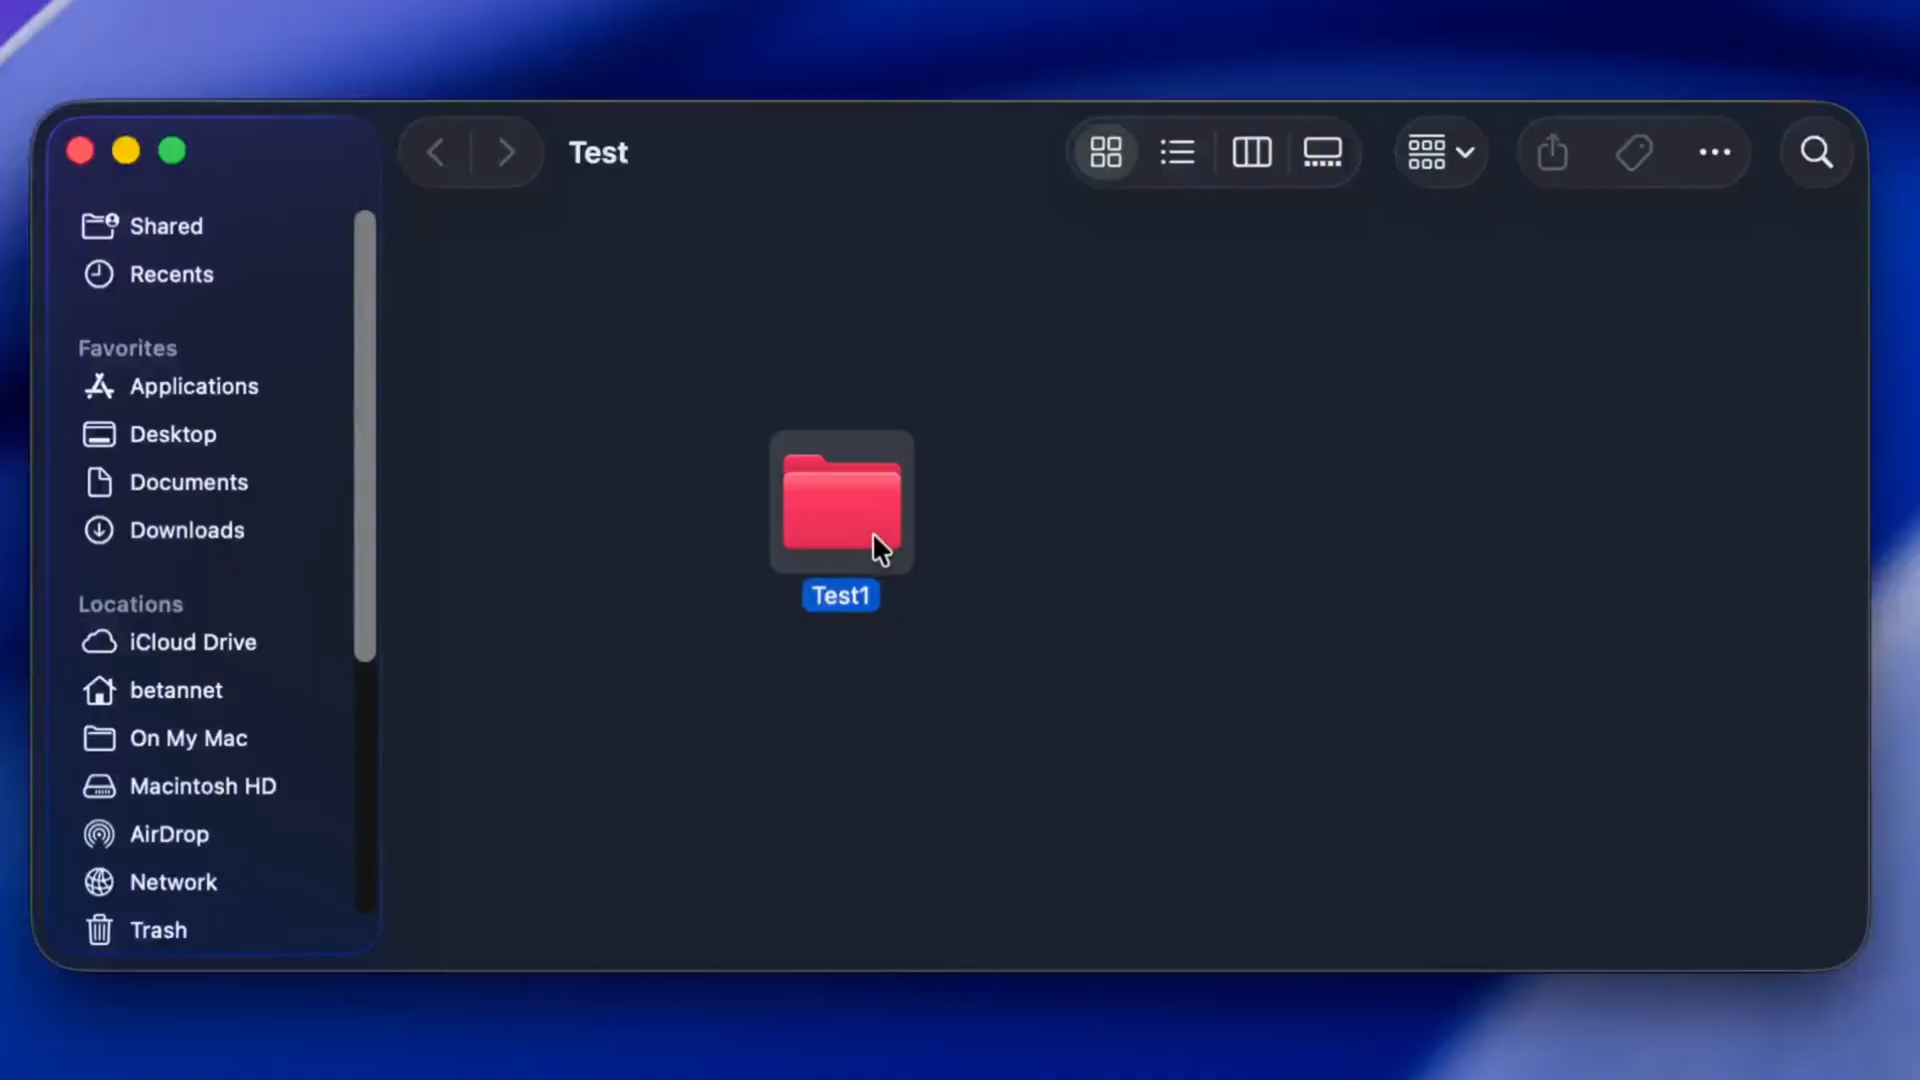 Test
Shared
Recents
Favorites
Applications
Desktop
Documents
Downloads
Locations
iCloud Drive
betannet
On My Mac
Macintosh HD
AirDrop
Network
Trash
Test1